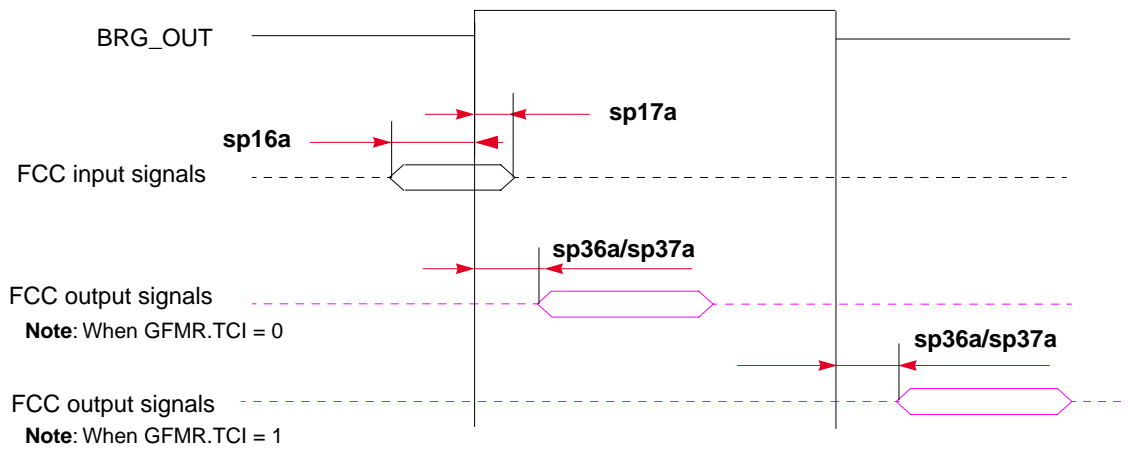 BRG_OUT
sp17a
sp16a
FCC input signals
sp36a/sp37a
FCC output signals
Note: When GFMR.TCI = 0
sp36a/sp37a
FCC output signals
Note: When GFMR.TCI = 1